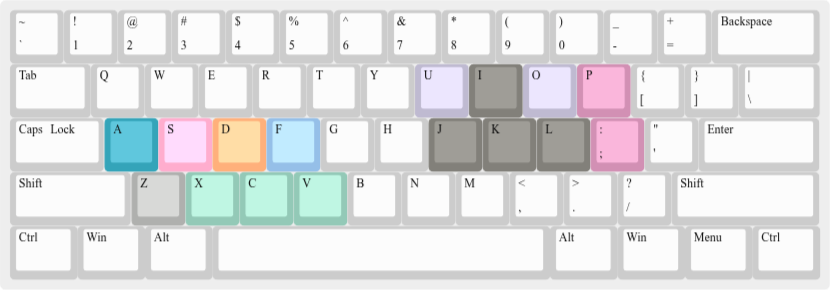 ~ ! @ # $ % ^ & * ( ) _ + Backspace
` 1 2 3 4 5 6 7 8 9 0 - =
Tab Q W E R T Y U I O P { } |
[ ] \
Caps Lock A S D F G H J K L : " Enter
; '
Shift Z X C V B N M < > ? Shift
, . /
Ctrl Win Alt Alt Win Menu Ctrl